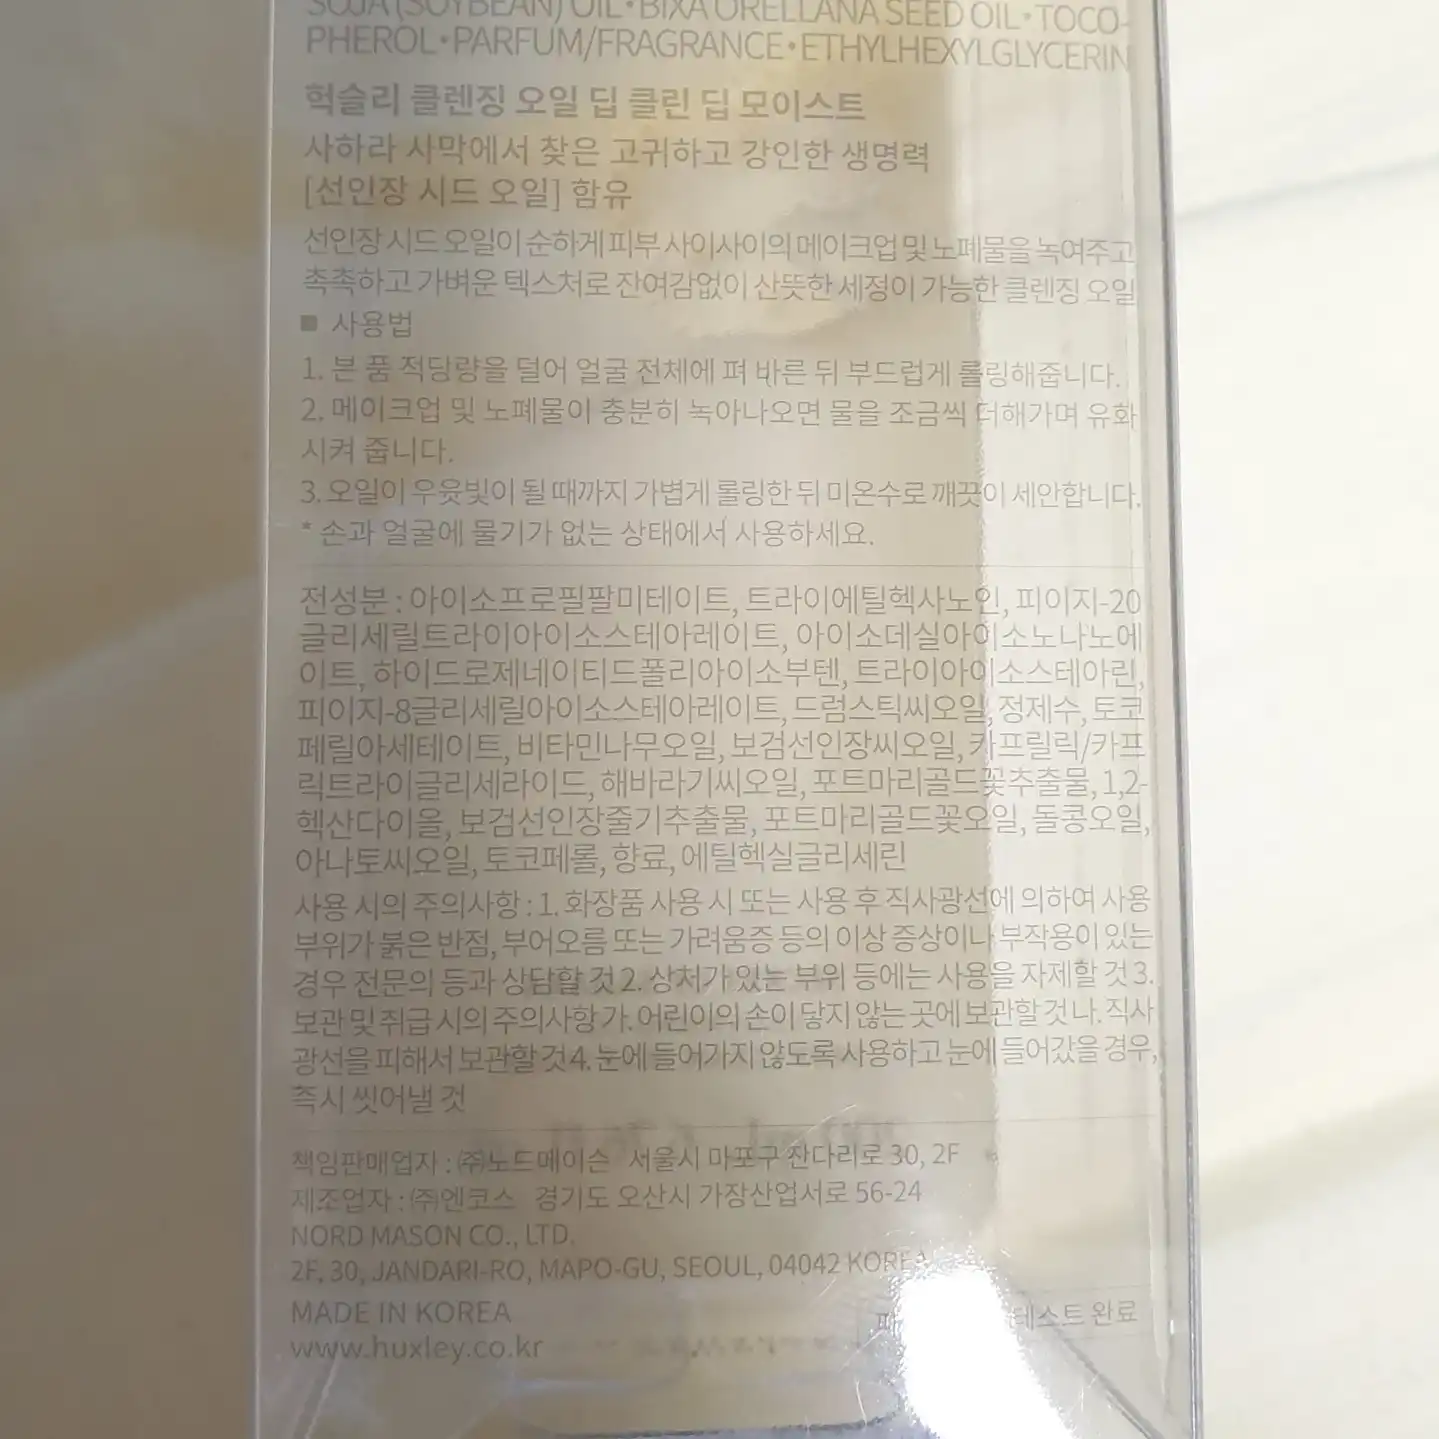 SOJA (SOYBEAN) OIL•BIXA ORELLANA SEED OIL•TOCO-
PHEROL•PARFUM/FRAGRANCE•ETHYLHEXYLGLYCERIN
헉슬리 클렌징 오일 딥 클린 딥 모이스트
사하라 사막에서 찾은 고귀하고 강인한 생명력
[선인장 시드 오일] 함유
선인장 시드 오일이 순하게 피부 사이사이의 메이크업 및 노폐물을 녹여주고
촉촉하고 가벼운 텍스처로 잔여감없이 산뜻한 세정이 가능한 클렌징 오일
■ 사용법
1. 본 품 적당량을 덜어 얼굴 전체에 펴 바른 뒤 부드럽게 롤링해줍니다.
2. 메이크업 및 노폐물이 충분히 녹아나오면 물을 조금씩 더해가며 유화
시켜 줍니다.
3. 오일이 우윳빛이 될 때까지 가볍게 롤링한 뒤 미온수로 깨끗이 세안합니다.
* 손과 얼굴에 물기가 없는 상태에서 사용하세요.
전성분 : 아이소프로필팔미테이트, 트라이에틸헥사노인, 피이지-20
글리세릴트라이아이소스테아레이트, 아이소데실아이소노나노에
이트, 하이드로제네이티드폴리아이소부텐, 트라이아이소스테아린,
피이지-8글리세릴아이소스테아레이트, 드럼스틱씨오일, 정제수, 토코
페릴아세테이트, 비타민나무오일, 보검선인장씨오일, 카프릴릭/카프
릭트라이글리세라이드, 해바라기씨오일, 포트마리골드꽃추출물, 1,2-
헥산다이올, 보검선인장줄기추출물, 포트마리골드꽃오일, 돌콩오일,
아나토씨오일, 토코페롤, 향료, 에틸헥실글리세린
사용 시의 주의사항 : 1. 화장품 사용 시 또는 사용 후 직사광선에 의하여 사용
부위가 붉은 반점, 부어오름 또는 가려움증 등의 이상 증상이나 부작용이 있는
경우 전문의 등과 상담할 것 2. 상처가 있는 부위 등에는 사용을 자제할 것 3.
보관 및 취급 시의 주의사항 가. 어린이의 손이 닿지 않는 곳에 보관할 것 나. 직사
광선을 피해서 보관할 것 4. 눈에 들어가지 않도록 사용하고 눈에 들어갔을 경우,
즉시 씻어낼 것
책임판매업자 : ㈜노드메이슨 서울시 마포구 잔다리로 30, 2F
제조업자 : ㈜엔코스 경기도 오산시 가장산업서로 56-24
NORD MASON CO., LTD.
2F, 30, JANDARI-RO, MAPO-GU, SEOUL, 04042 KOREA
MADE IN KOREA
테스트 완료
www.huxley.co.kr